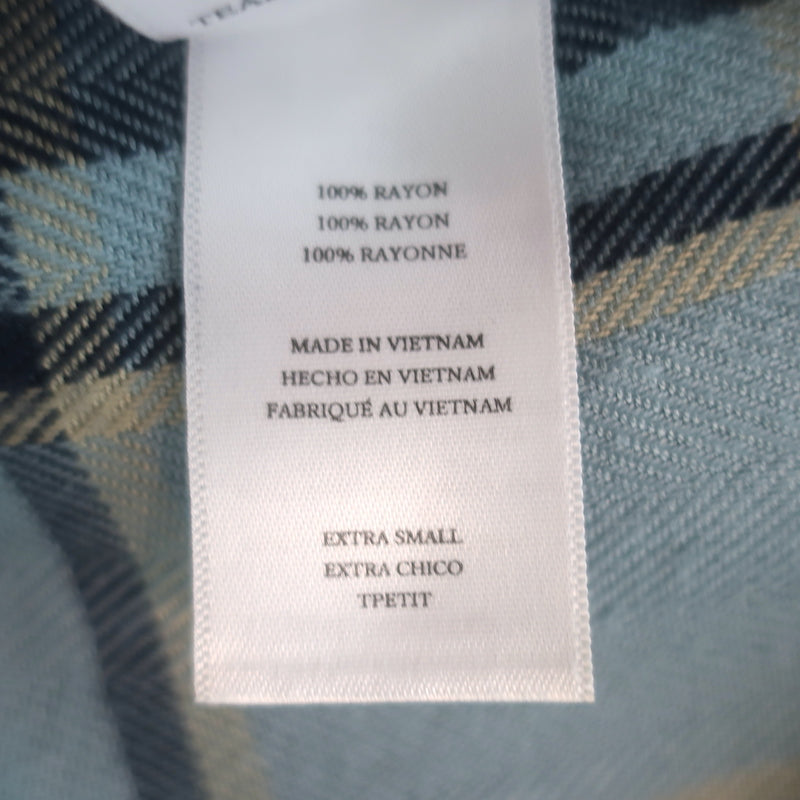 100% RAYON
100% RAYON
100% RAYONNE
MADE IN VIETNAM
HECHO EN VIETNAM
FABRIQUÉ AU VIETNAM
EXTRA SMALL
EXTRA CHICO
TPETIT